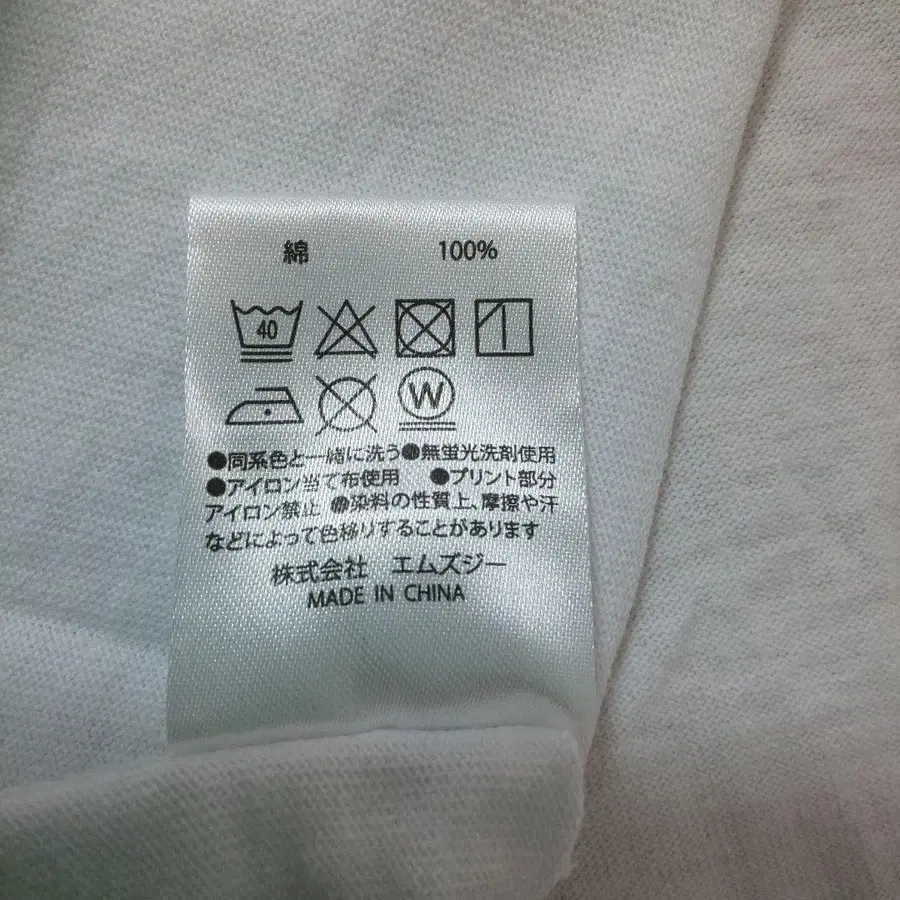 綿 100%
40
W
●同系色と一緒に洗う●無蛍光洗剤使用
●アイロン当て布使用 ●プリント部分
アイロン禁止 ●染料の性質上、摩擦や汗
などによって色移りすることがあります
株式会社 エムズジー
MADE IN CHINA